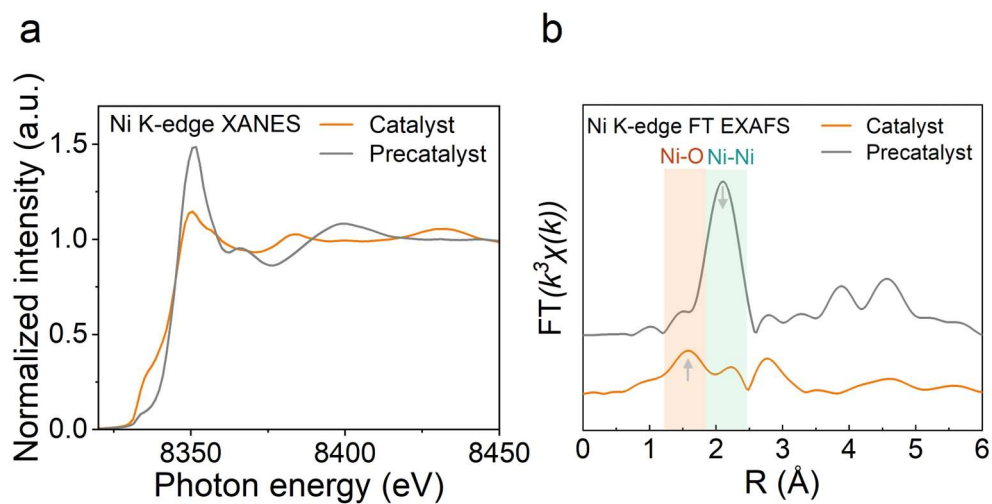 a
Normalized intensity (a.u.)
1.5
1.0
0.5
0.0
Ni K-edge XANES
Catalyst
Precatalyst
8350
8400
8450
Photon energy (eV)
b
FT(k³χ(k))
Ni K-edge FT EXAFS
Catalyst
Precatalyst
Ni-O
Ni-Ni
0 1 2 3 4 5 6
R (Å)